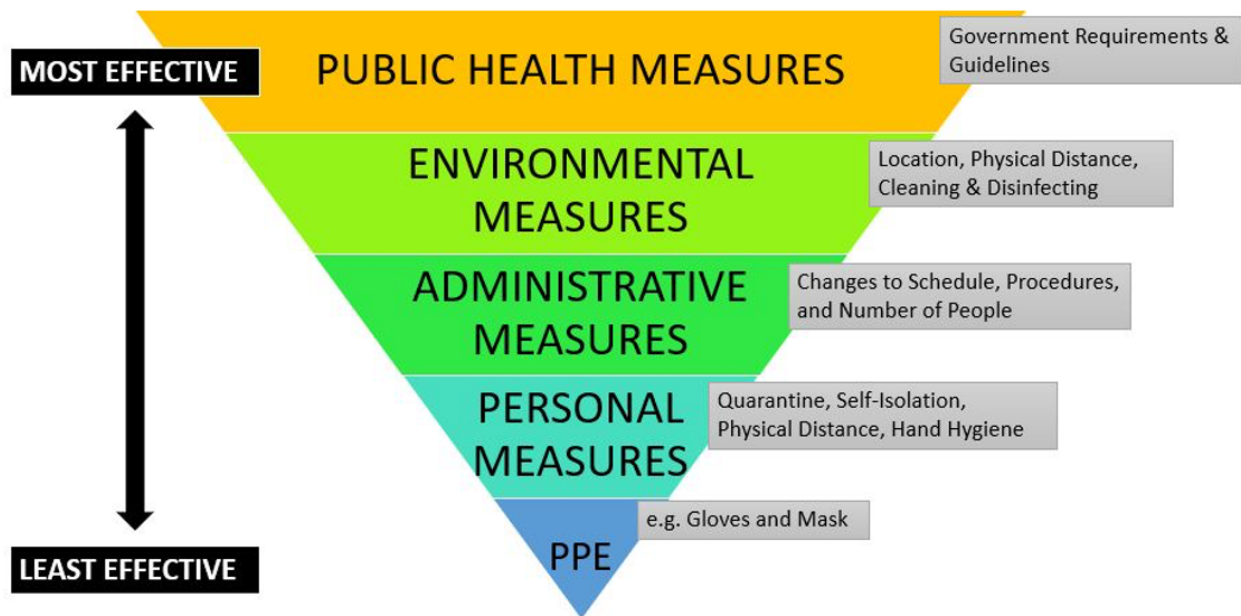 MOST EFFECTIVE
PUBLIC HEALTH MEASURES
Government Requirements &
Guidelines
ENVIRONMENTAL
MEASURES
Location, Physical Distance,
Cleaning & Disinfecting
ADMINISTRATIVE
MEASURES
Changes to Schedule, Procedures,
and Number of People
PERSONAL
MEASURES
Quarantine, Self-Isolation,
Physical Distance, Hand Hygiene
PPE
e.g. Gloves and Mask
LEAST EFFECTIVE